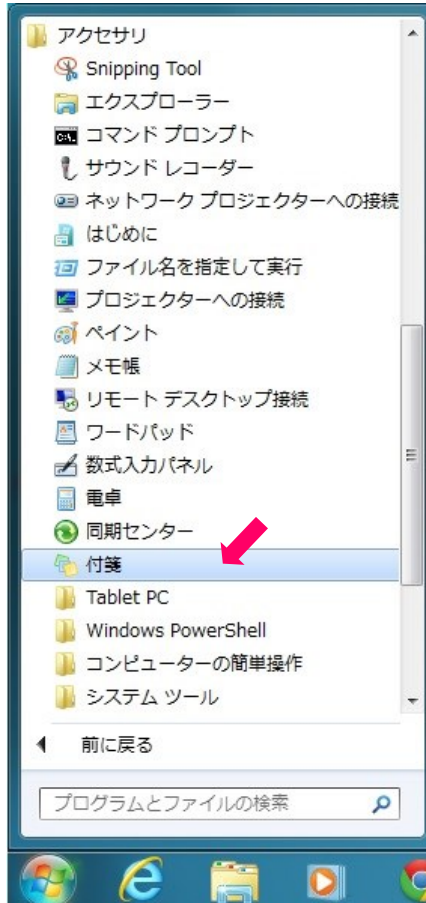 アクセサリ
Snipping Tool
エクスプローラー
コマンド プロンプト
サウンド レコーダー
ネットワーク プロジェクターへの接続
はじめに
ファイル名を指定して実行
プロジェクターへの接続
ペイント
メモ帳
リモート デスクトップ接続
ワードパッド
数式入力パネル
電卓
同期センター
付箋
Tablet PC
Windows PowerShell
コンピューターの簡単操作
システム ツール
前に戻る
プログラムとファイルの検索